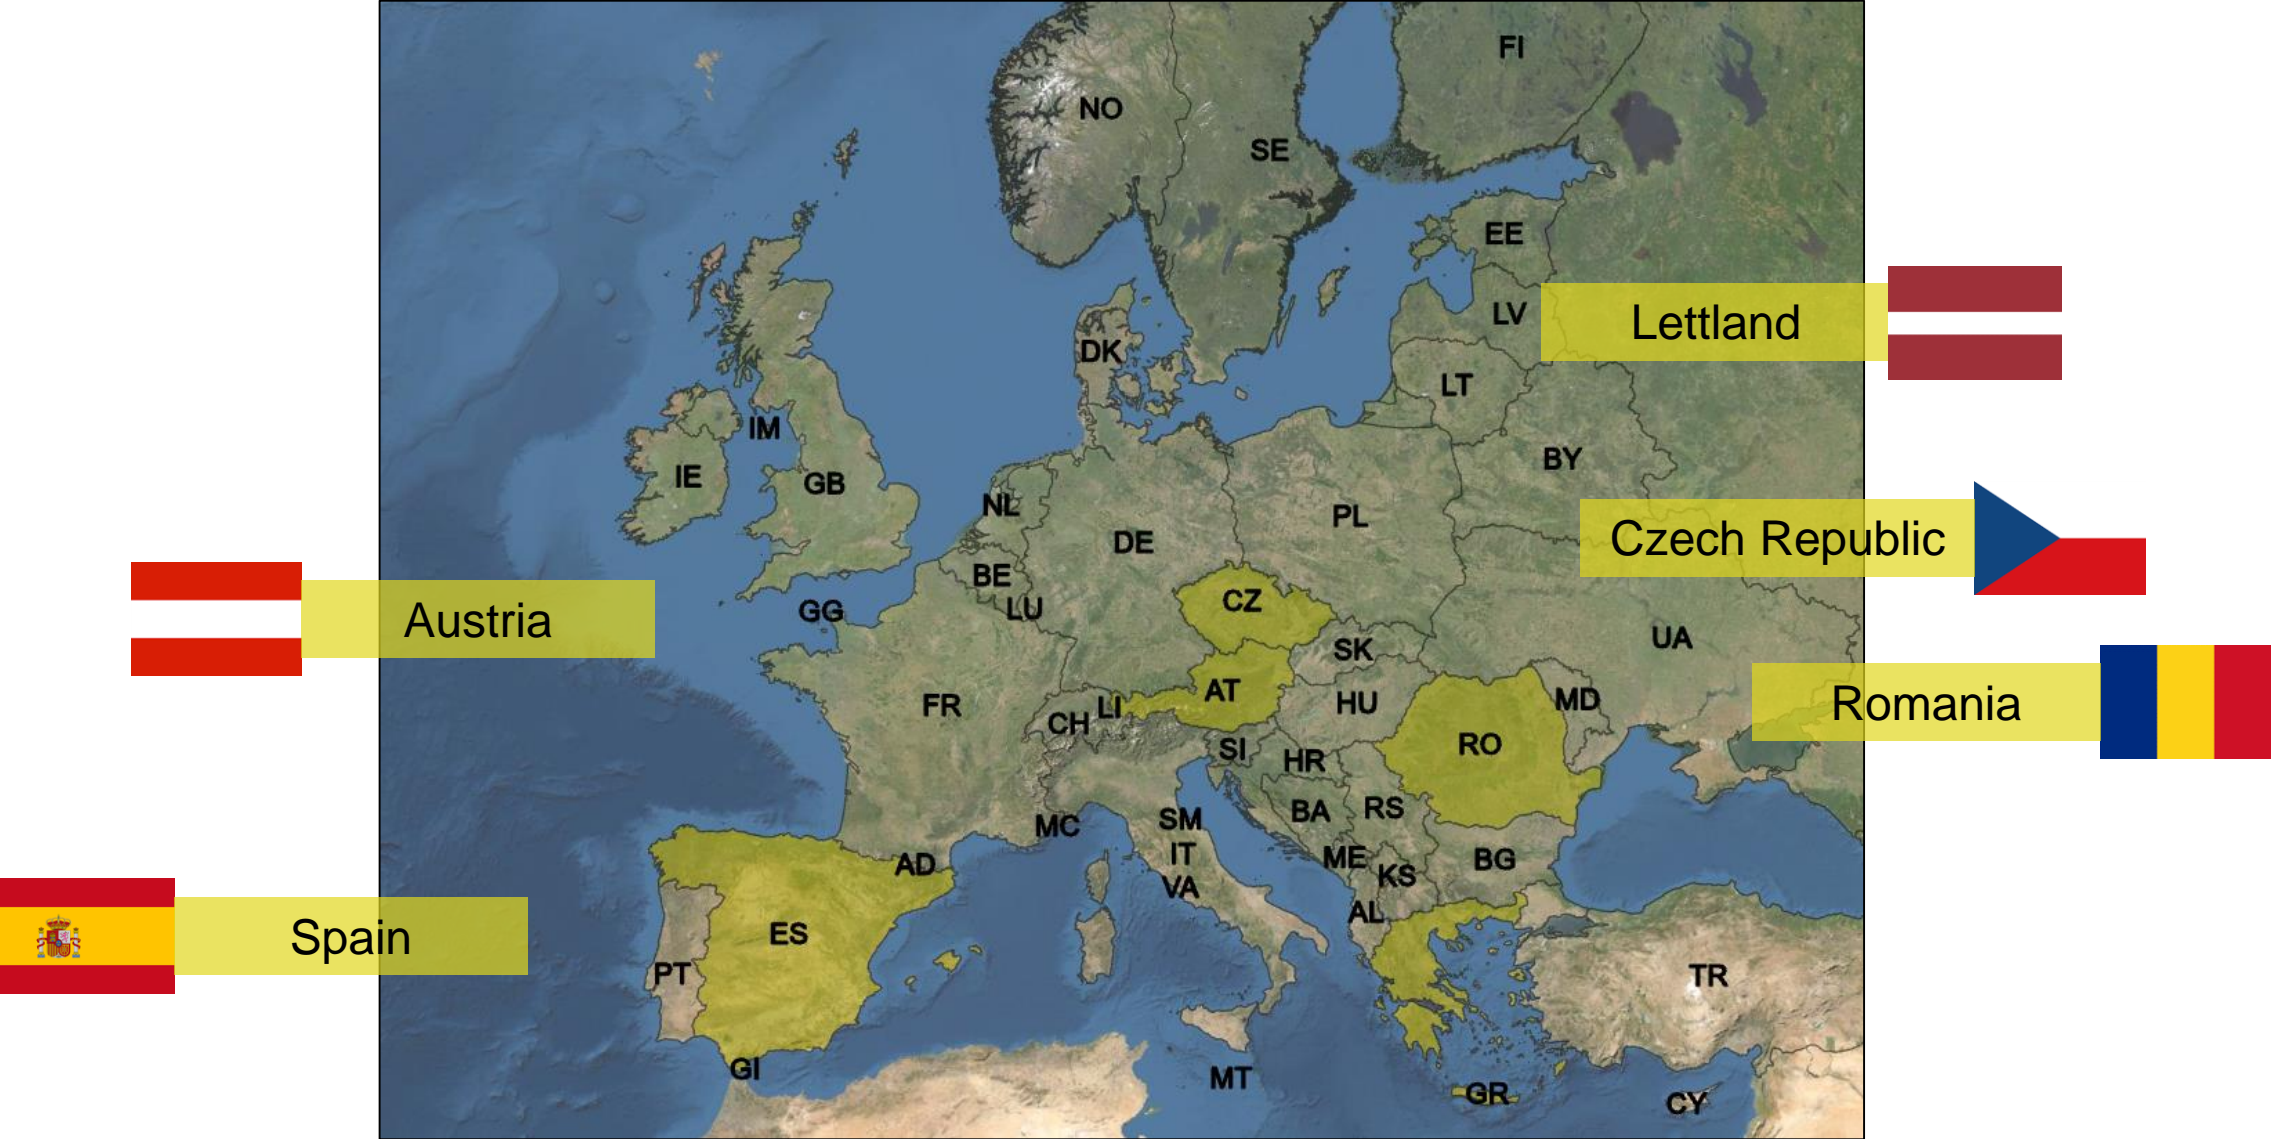 FI
NO
SE
EE
LV
Lettland
DK
LT
IM
BY
IE
GB
NL
PL
DE
Czech Republic
BE
CZ
LU
GG
Austria
UA
SK
AT
MD
FR
LI
HU
Romania
CH
RO
SI
HR
BA
RS
SM
MC
IT
ME
BG
AD
KS
VA
AL
ES
Spain
PT
TR
GI
MT
GR
CY